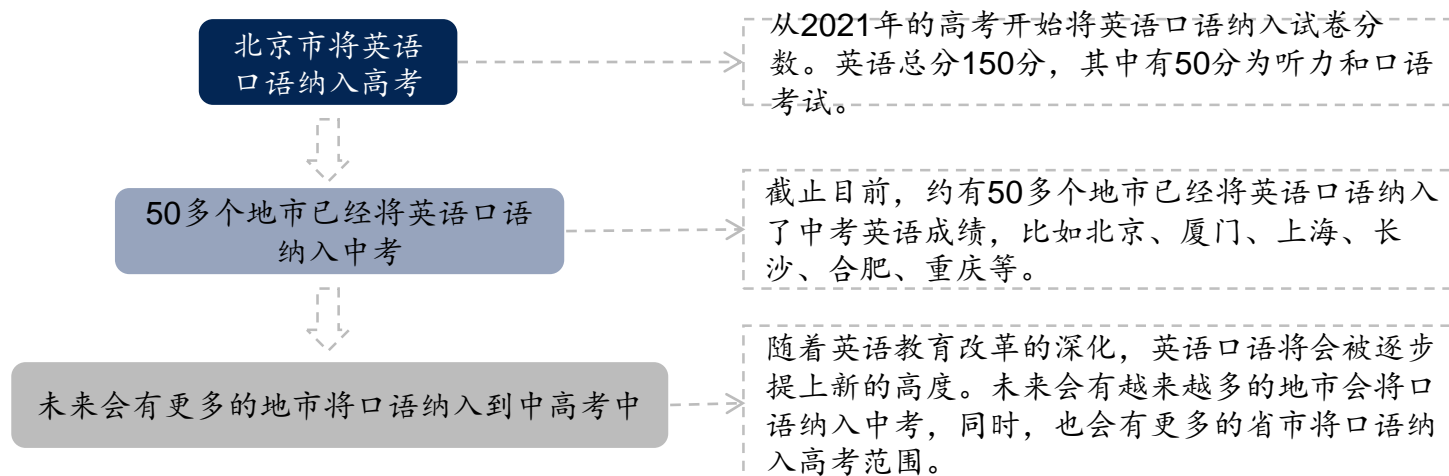 北京市将英语
口语纳入高考
从2021年的高考开始将英语口语纳入试卷分
数。英语总分150分，其中有50分为听力和口语
考试。
50多个地市已经将英语口语
纳入中考
截止目前，约有50多个地市已经将英语口语纳入
了中考英语成绩，比如北京、厦门、上海、长
沙、合肥、重庆等。
未来会有更多的地市将口语纳入到中高考中
随着英语教育改革的深化，英语口语将会被逐步
提上新的高度。未来会有越来越多的地市会将口
语纳入中考，同时，也会有更多的省市将口语纳
入高考范围。